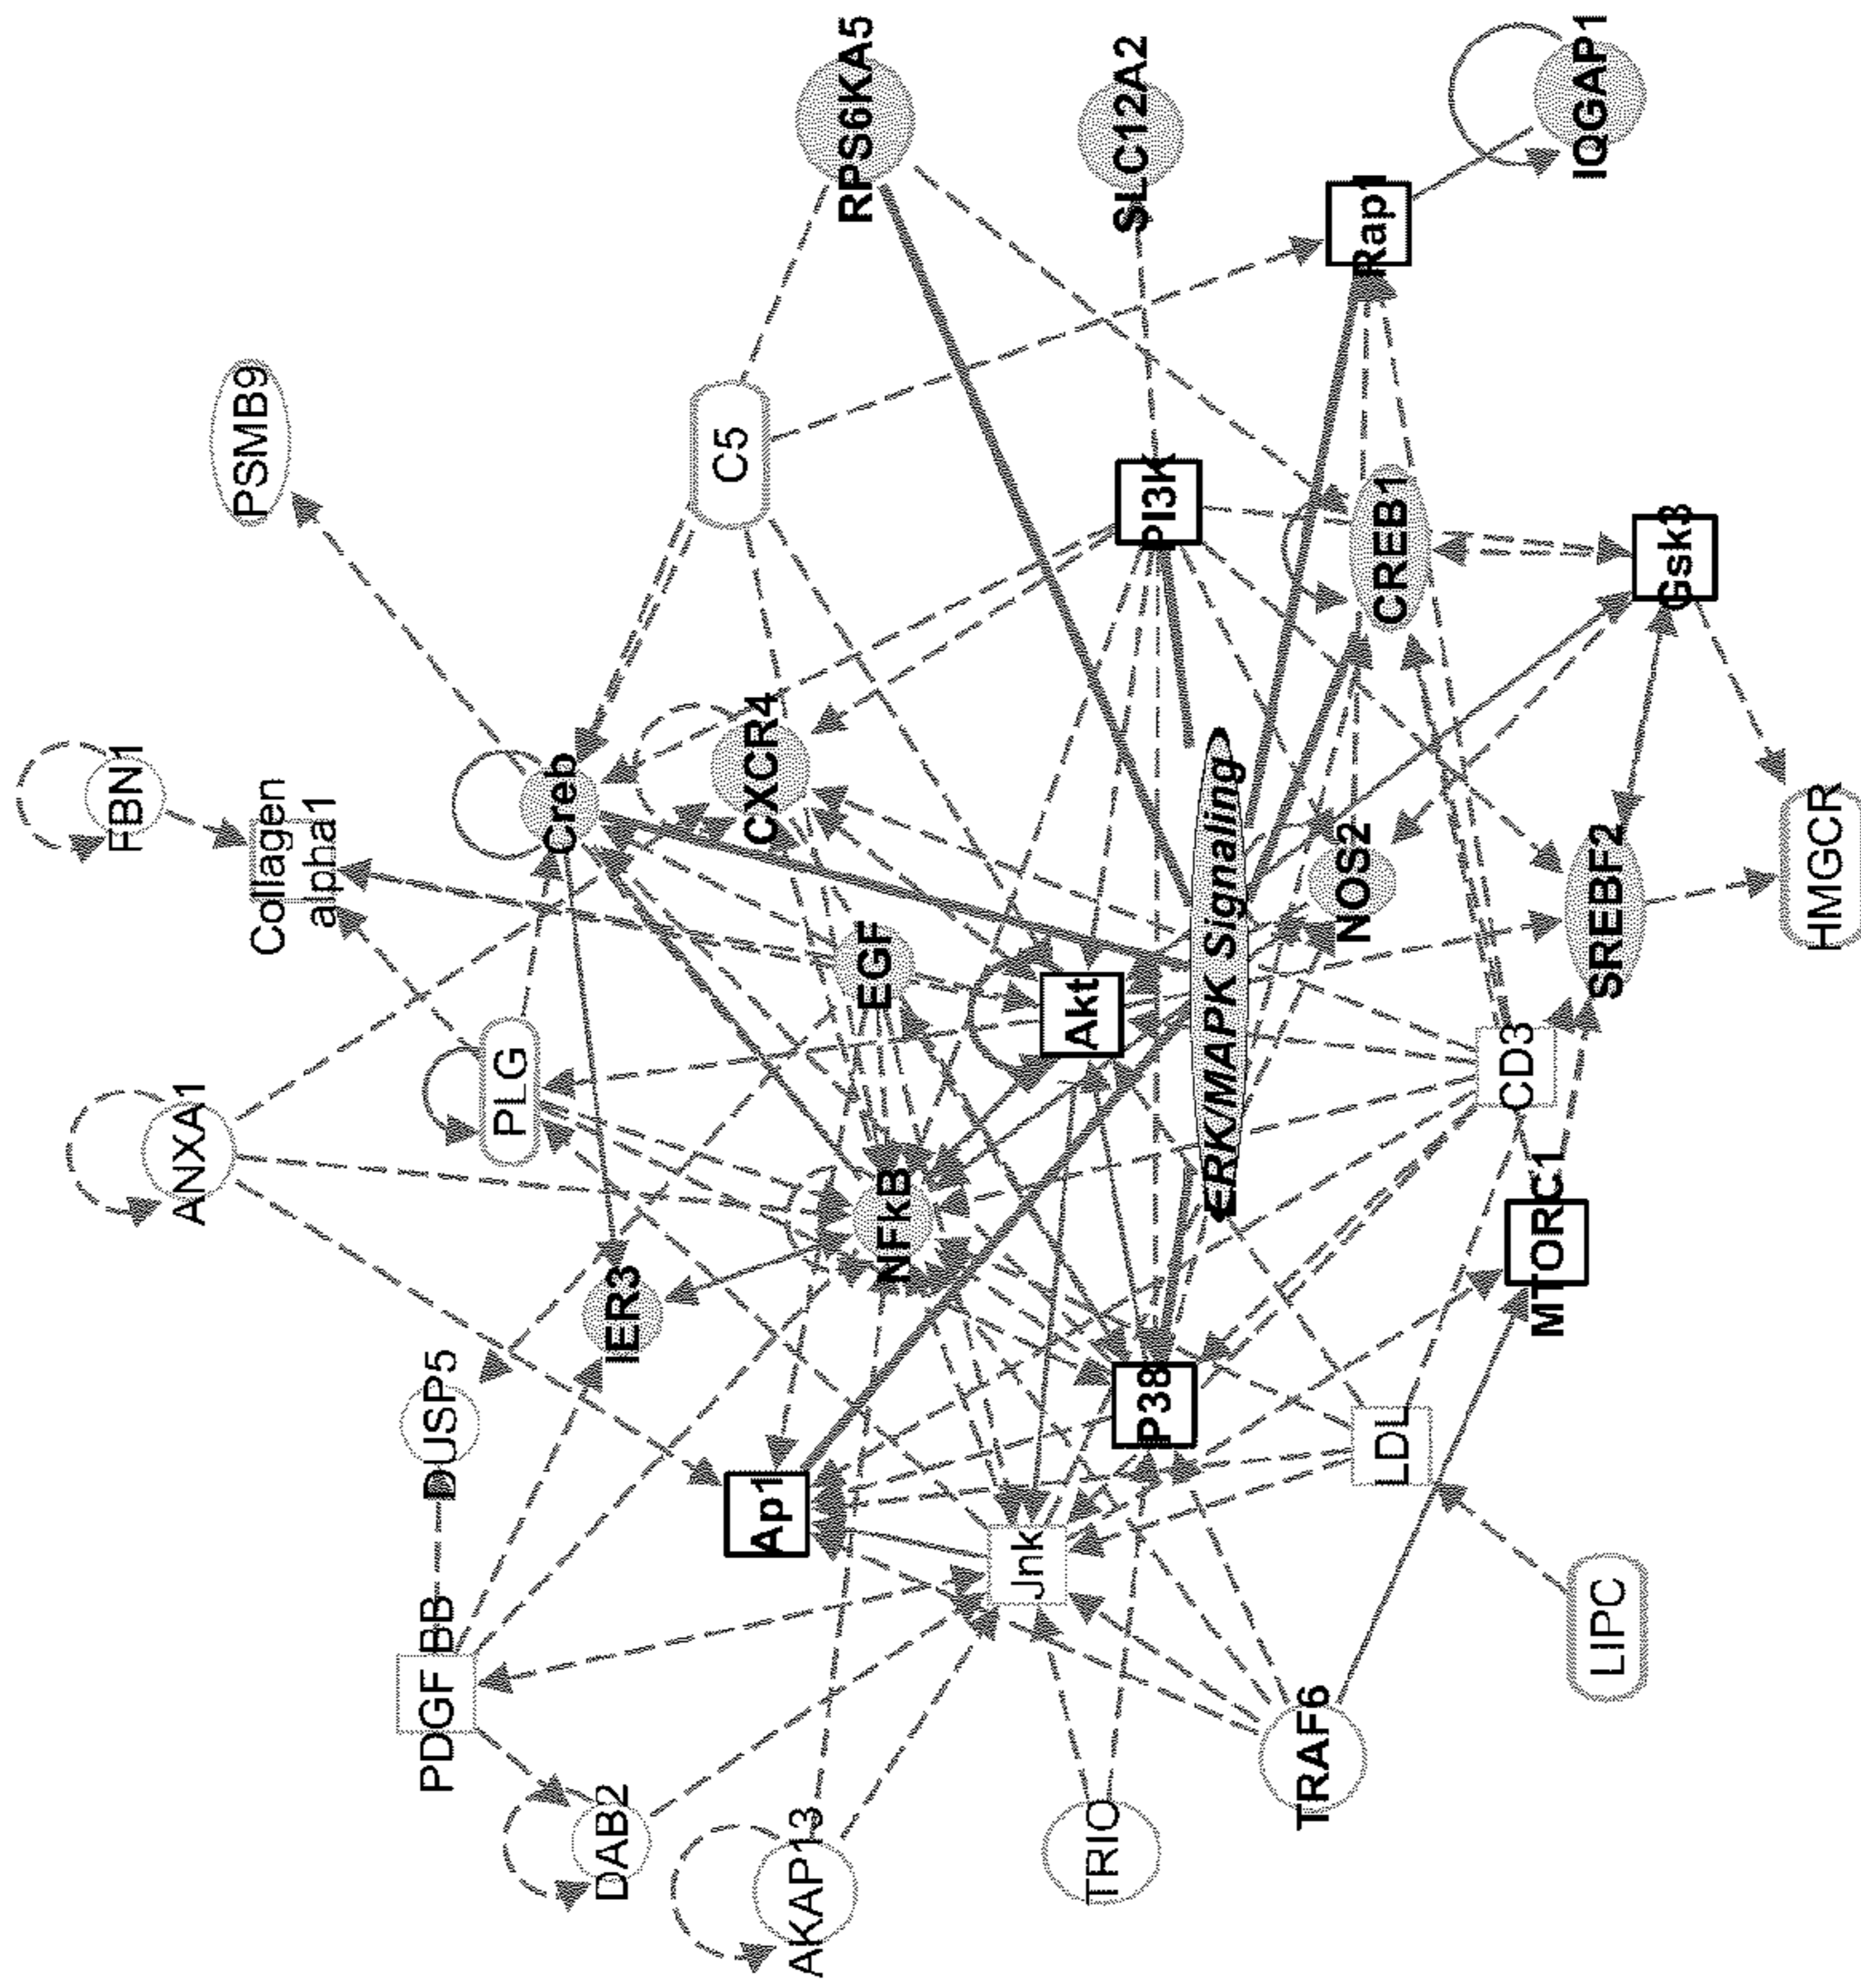 FBN1
Collagen
alpha1
PSMB9
ANXA1
PLG
Creb
C5
RPS6KA5
DUSP5
IER3
EGF
CXCR4
SLC12A2
PDGF BB
NFkB
Akt
PI3K
Rap1
IQGAP1
DAB2
Ap1
P38
ERK/MAPK Signaling
NOS2
CREB1
Gsk3
AKAP13
Jnk
LDL
CD3
MTORC1
SREBF2
HMGCR
TRIO
TRAF6
LIPC